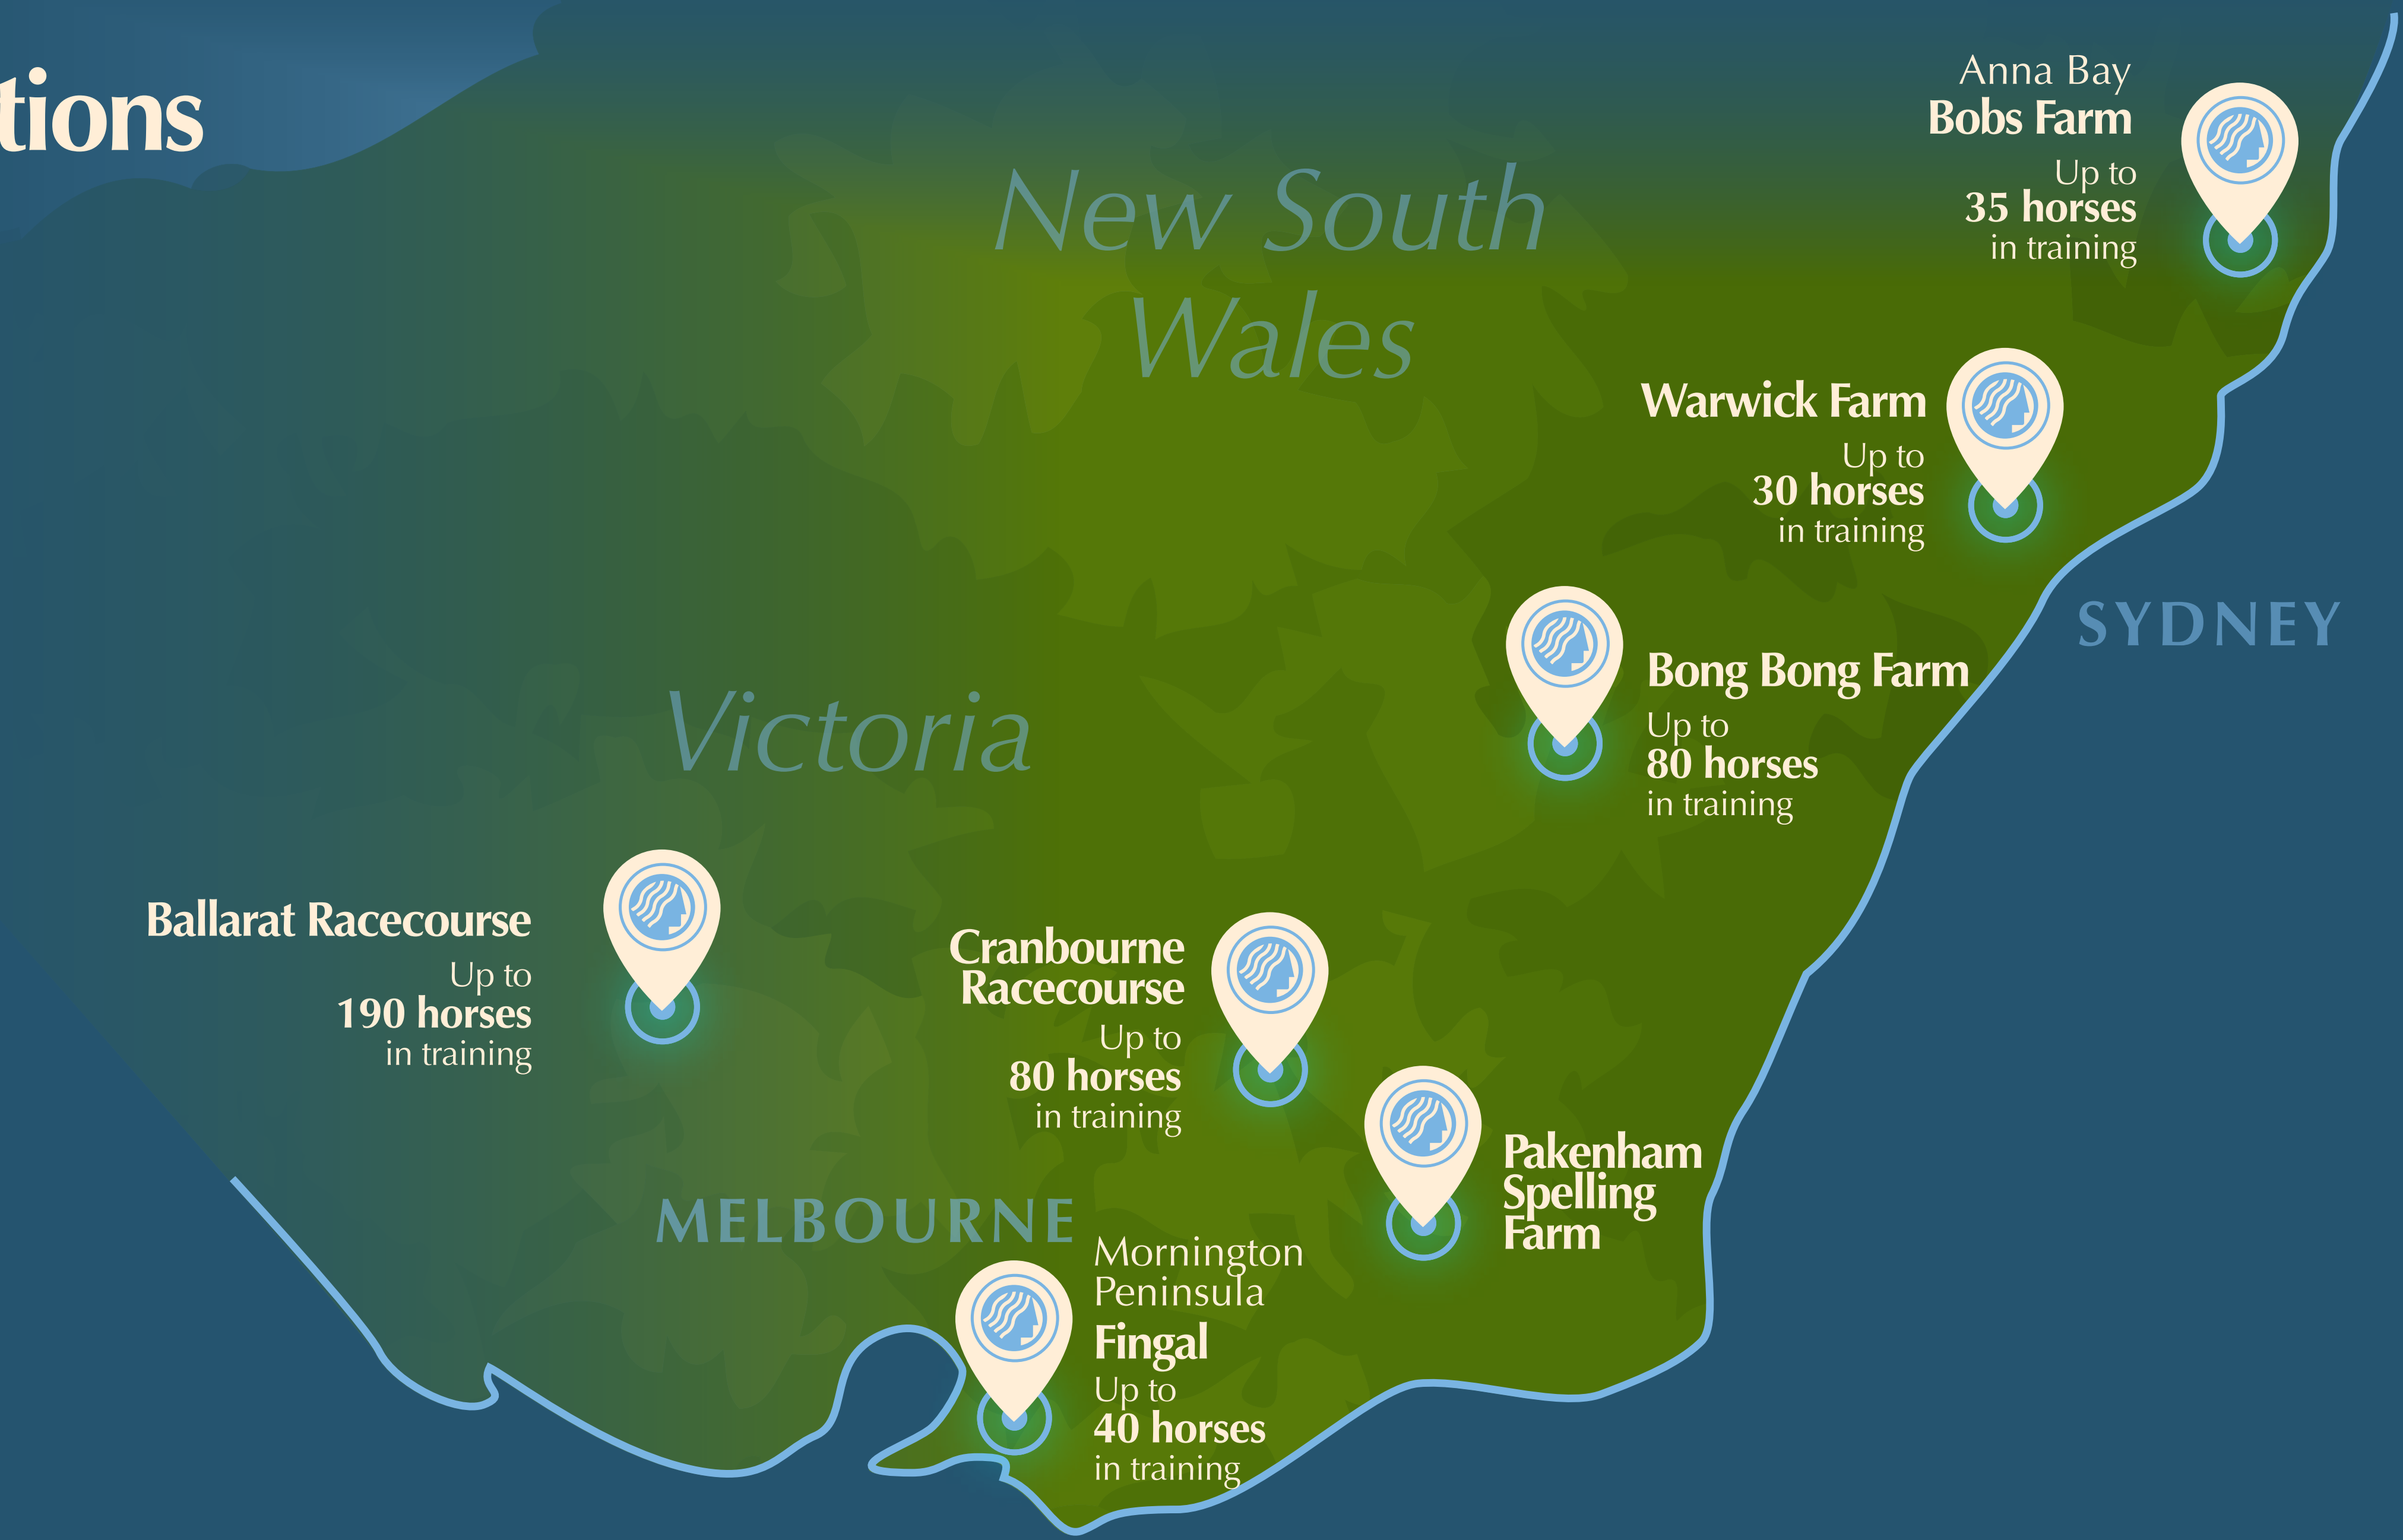 tions
Anna Bay
Bobs Farm
Up to
35 horses
in training
New South
Wales
Warwick Farm
Up to
30 horses
in training
SYDNEY
Bong Bong Farm
Up to
80 horses
in training
Victoria
Ballarat Racecourse
Up to
190 horses
in training
Cranbourne
Racecourse
Up to
80 horses
in training
Pakenham
Spelling
Farm
MELBOURNE
Mornington
Peninsula
Fingal
Up to
40 horses
in training